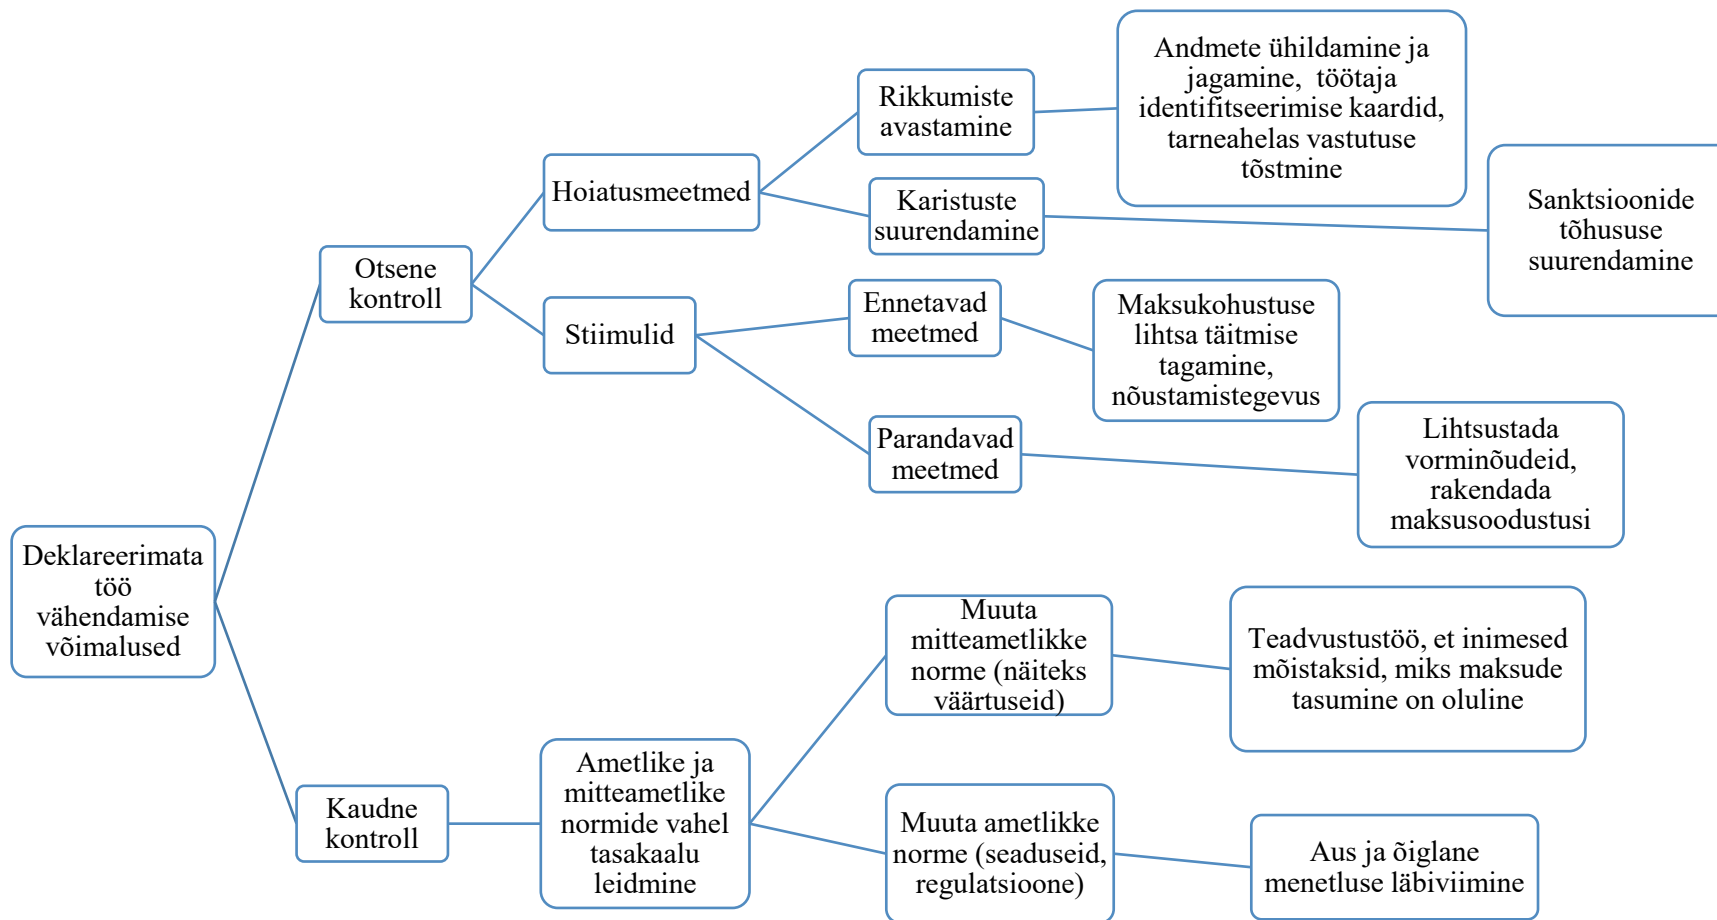 Deklareerimata
töö
vähendamise
võimalused
Otsene
kontroll
Hoiatusmeetmed
Rikkumiste
avastamine
Andmete ühildamine ja
jagamine, töötaja
identifitseerimise kaardid,
tarneahelas vastutuse
tõstmine
Karistuste
suurendamine
Sanktsioonide
tõhususe
suurendamine
Stiimulid
Ennetavad
meetmed
Maksukohustuse
lihtsa täitmise
tagamine,
nõustamistegevus
Parandavad
meetmed
Lihtsustada
vorminõudeid,
rakendada
maksusoodustusi
Kaudne
kontroll
Ametlike ja
mitteametlike
normide vahel
tasakaalu
leidmine
Muuta
mitteametlikke
norme (näiteks
väärtuseid)
Teadvustustöö, et inimesed
mõistaksid, miks maksude
tasumine on oluline
Muuta ametlikke
norme (seaduseid,
regulatsioone)
Aus ja õiglane
menetluse läbiviimine